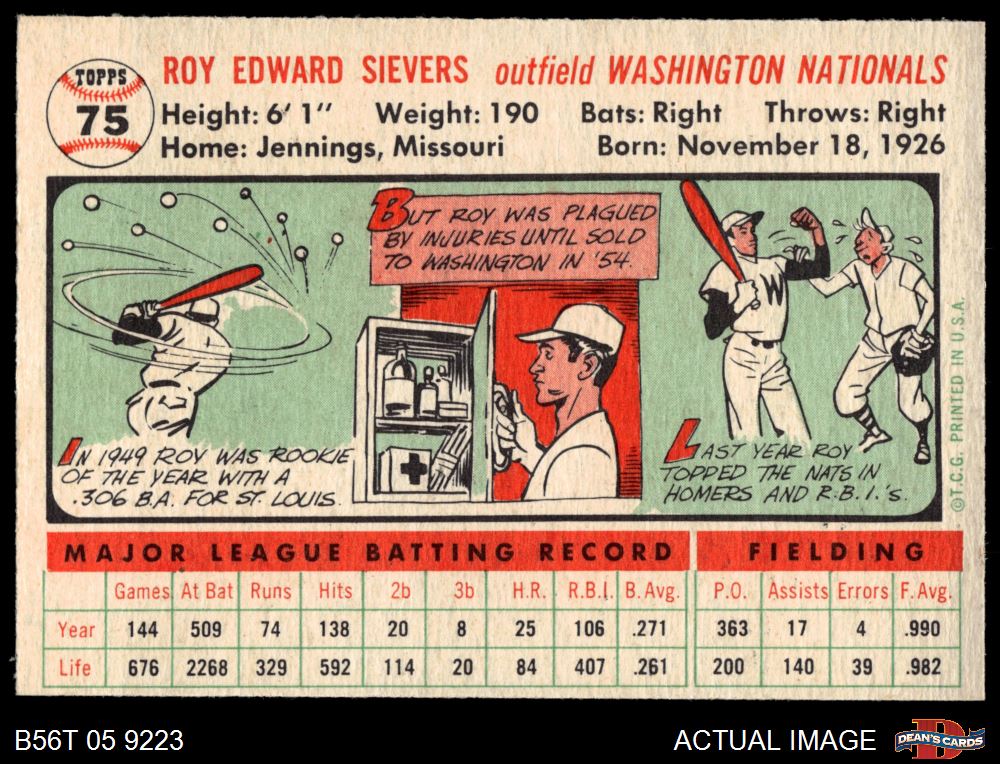 TOPPS
75
ROY EDWARD SIEVERS outfield WASHINGTON NATIONALS
Height: 6' 1" Weight: 190 Bats: Right Throws: Right
Home: Jennings, Missouri Born: November 18, 1926
IN 1949 ROY WAS ROOKIE
OF THE YEAR WITH A
.306 B.A. FOR ST. LOUIS.
BUT ROY WAS PLAGUED
BY INJURIES UNTIL SOLD
TO WASHINGTON IN '54.
W
LAST YEAR ROY
TOPPED THE NATS IN
HOMERS AND R.B.I.'s.
©T.C.G. PRINTED IN U.S.A.
MAJOR LEAGUE BATTING RECORD FIELDING
Games At Bat Runs Hits 2b 3b H.R. R.B.I. B. Avg. P.O. Assists Errors F. Avg.
Year 144 509 74 138 20 8 25 106 .271 363 17 4 .990
Life 676 2268 329 592 114 20 84 407 .261 200 140 39 .982
B56T 05 9223
ACTUAL IMAGE
DEAN'S CARDS